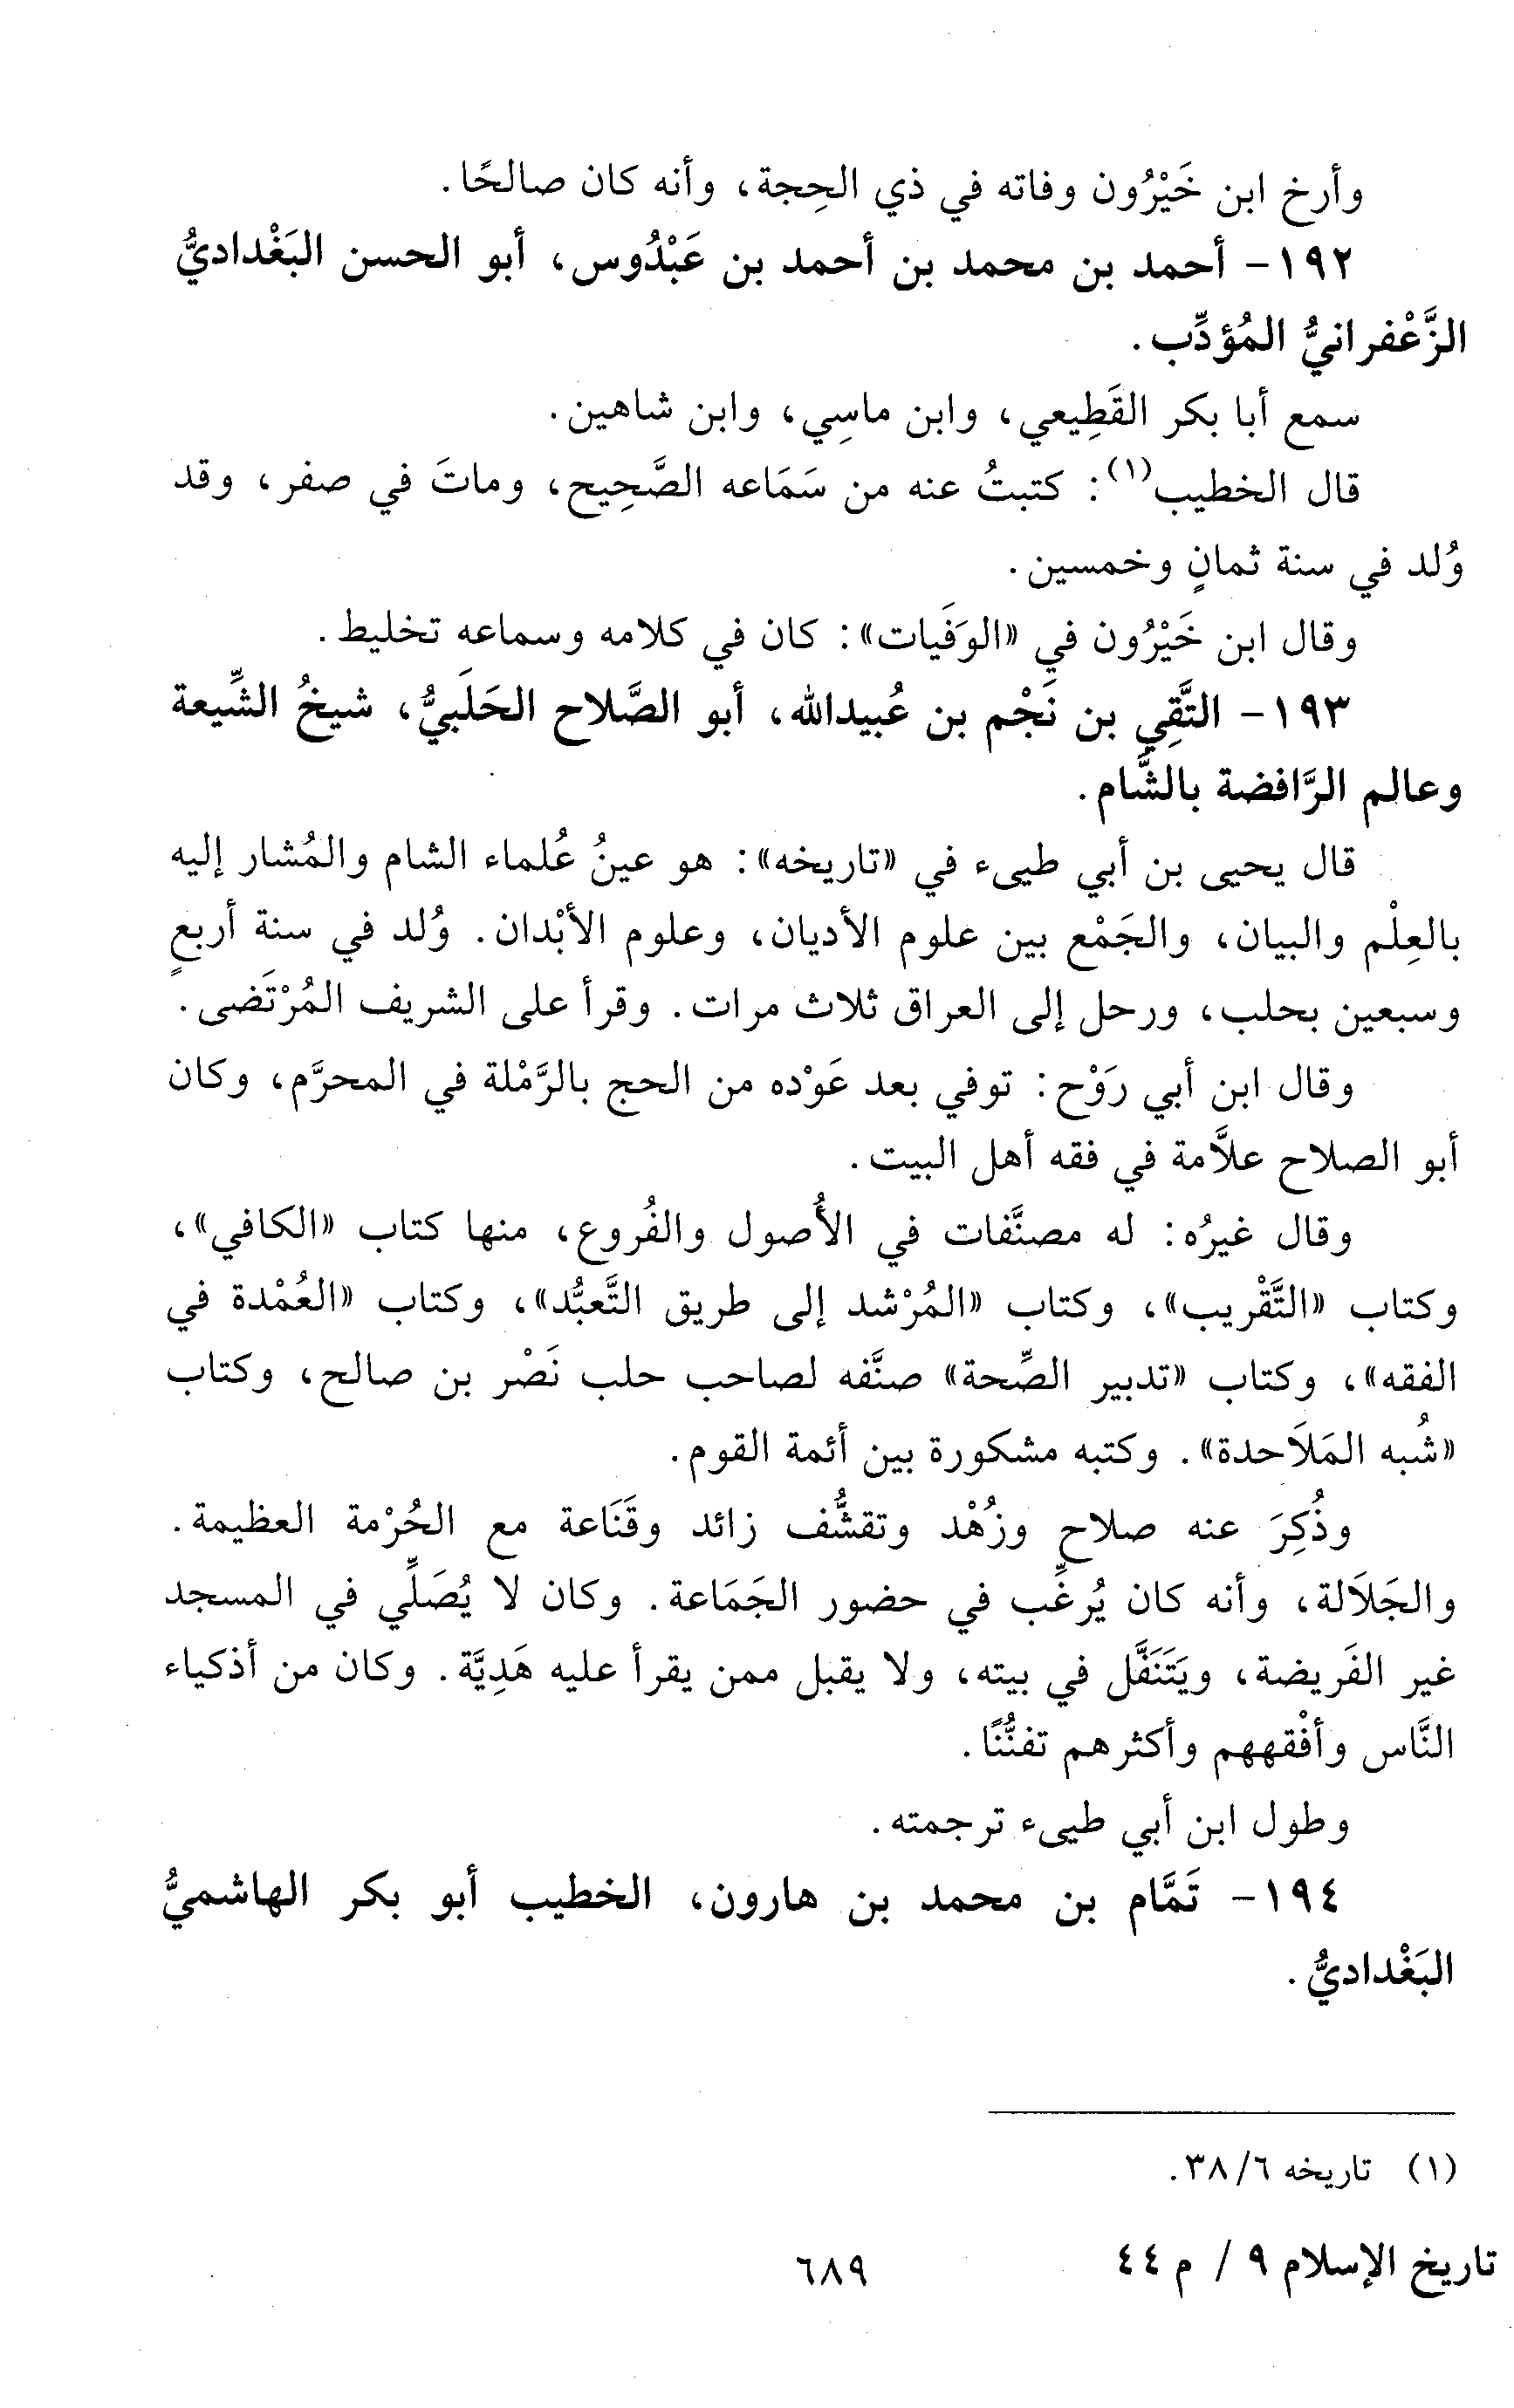 وأرخ ابن خَيْرُون وفاته في ذي الحِجة، وأنه كان صالحًا.
١٩٢- أحمد بن محمد بن أحمد بن عَبْدُوس، أبو الحسن البَغْداديُّ
الزَّعْفرانيُّ المُؤدِّب.
سمع أبا بكر القَطِيعي، وابن ماسِي، وابن شاهين.
قال الخطيب(١): كتبتُ عنه من سَمَاعه الصَّحِيح، وماتَ في صفر، وقد
وُلد في سنة ثمانٍ وخمسين.
وقال ابن خَيْرُون في «الوَفَيات»: كان في كلامه وسماعه تخليط.
١٩٣- التَّقِي بن نَجْم بن عُبيدالله، أبو الصَّلاح الحَلَبيُّ، شيخُ الشِّيعة
وعالم الرَّافضة بالشَّام.
قال يحيى بن أبي طيىء في «تاريخه»: هو عينُ عُلماء الشام والمُشار إليه
بالعِلْم والبيان، والجَمْع بين علوم الأديان، وعلوم الأبْدان. وُلد في سنة أربعٍ
وسبعين بحلب، ورحل إلى العراق ثلاث مرات. وقرأ على الشريف المُرْتَضى.
وقال ابن أبي رَوْح: توفي بعد عَوْده من الحج بالرَّمْلة في المحرَّم، وكان
أبو الصلاح علاَّمة في فقه أهل البيت.
وقال غيرُه: له مصنَّفات في الأُصول والفُروع، منها كتاب «الكافي»،
وكتاب «التَّقْريب»، وكتاب «المُرْشد إلى طريق التَّعبُّد»، وكتاب «العُمْدة في
الفقه»، وكتاب «تدبير الصِّحة» صنَّفه لصاحب حلب نَصْر بن صالح، وكتاب
«شُبه المَلاَحدة». وكتبه مشكورة بين أئمة القوم.
وذُكِرَ عنه صلاح وزُهْد وتقشُّف زائد وقَنَاعة مع الحُرْمة العظيمة.
والجَلاَلة، وأنه كان يُرغِّب في حضور الجَمَاعة. وكان لا يُصَلِّي في المسجد
غير الفَريضة، ويَتَنَفَّل في بيته، ولا يقبل ممن يقرأ عليه هَدِيَّة. وكان من أذكياء
النَّاس وأفْقههم وأكثرهم تفنُّنًا.
وطول ابن أبي طيىء ترجمته.
١٩٤- تَمَّام بن محمد بن هارون، الخطيب أبو بكر الهاشميُّ
البَغْداديُّ.
(١) تاريخه ٦/ ٣٨.
تاريخ الإسلام ٩ / م ٤٤
٦٨٩